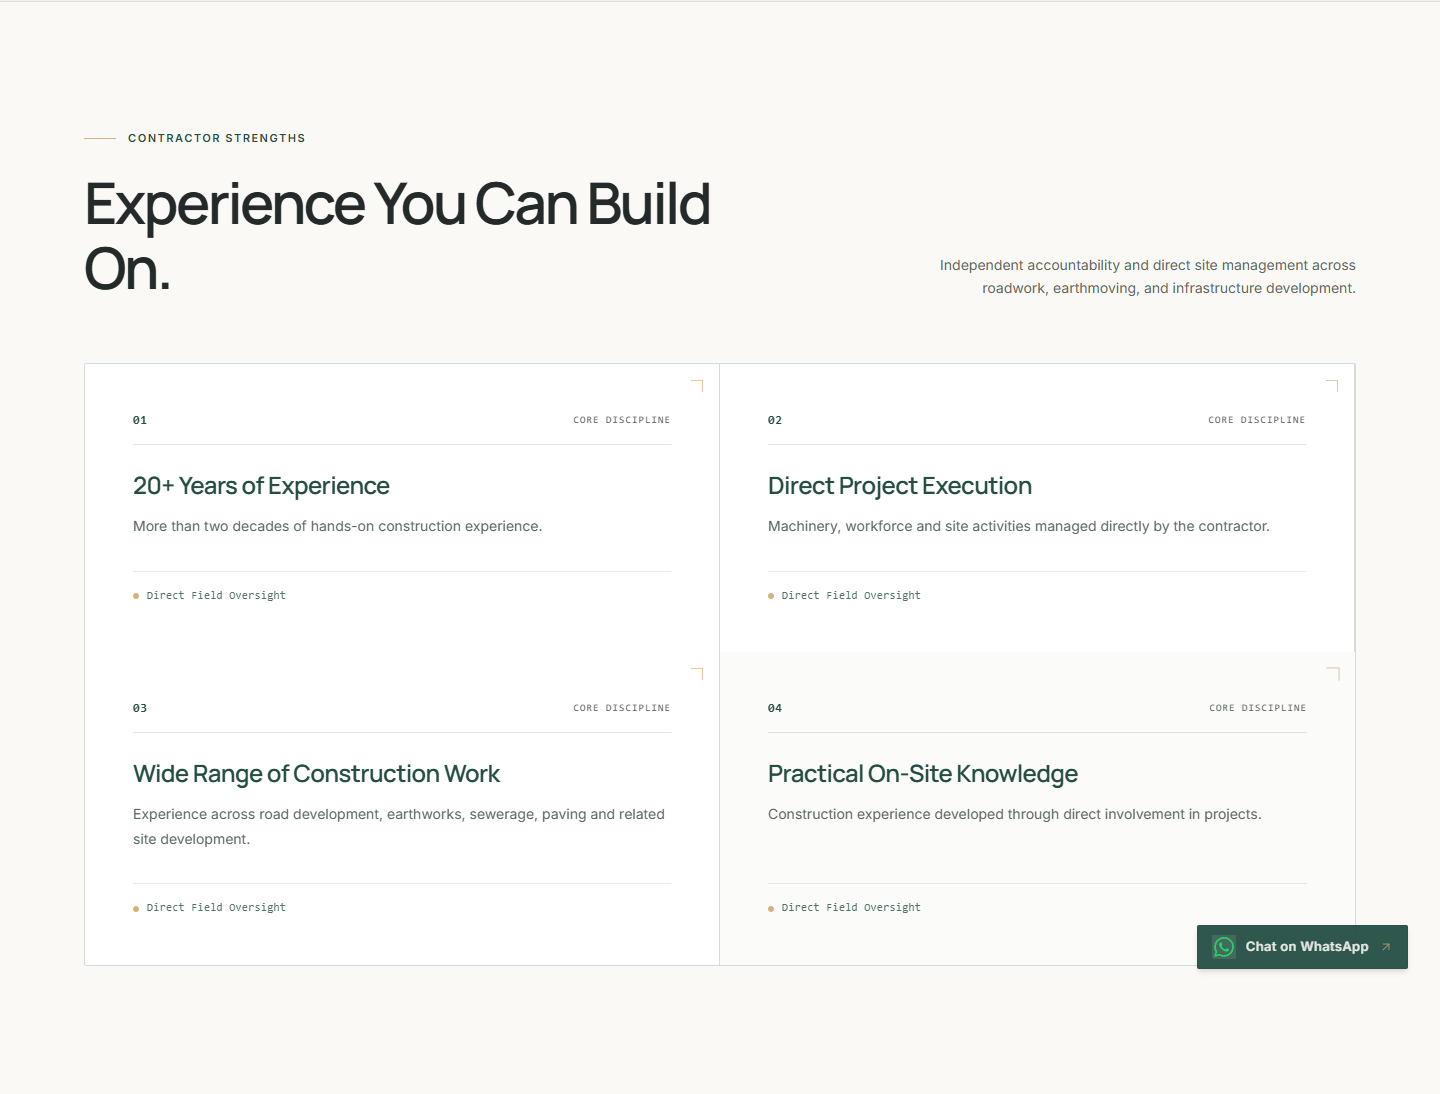 CONTRACTOR STRENGTHS
Experience You Can Build
On.
Independent accountability and direct site management across
roadwork, earthmoving, and infrastructure development.
01
CORE DISCIPLINE
20+ Years of Experience
More than two decades of hands-on construction experience.
Direct Field Oversight
02
CORE DISCIPLINE
Direct Project Execution
Machinery, workforce and site activities managed directly by the contractor.
Direct Field Oversight
03
CORE DISCIPLINE
Wide Range of Construction Work
Experience across road development, earthworks, sewerage, paving and related
site development.
Direct Field Oversight
04
CORE DISCIPLINE
Practical On-Site Knowledge
Construction experience developed through direct involvement in projects.
Direct Field Oversight
Chat on WhatsApp